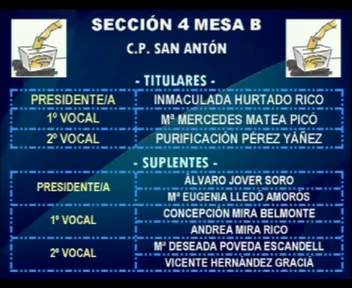 SECCIÓN 4 MESA B
C.P. SAN ANTÓN
- TITULARES -
PRESIDENTE/A INMACULADA HURTADO RICO
1º VOCAL Mª MERCEDES MATEA PICÓ
2º VOCAL PURIFICACIÓN PÉREZ YÁÑEZ
- SUPLENTES -
PRESIDENTE/A ÁLVARO JOVER SORO
Mª EUGENIA LLEDÓ AMORÓS
1º VOCAL CONCEPCIÓN MIRA BELMONTE
ANDREA MIRA RICO
2º VOCAL Mª DESEADA POVEDA ESCANDELL
VICENTE HERNÁNDEZ GRACIÁ